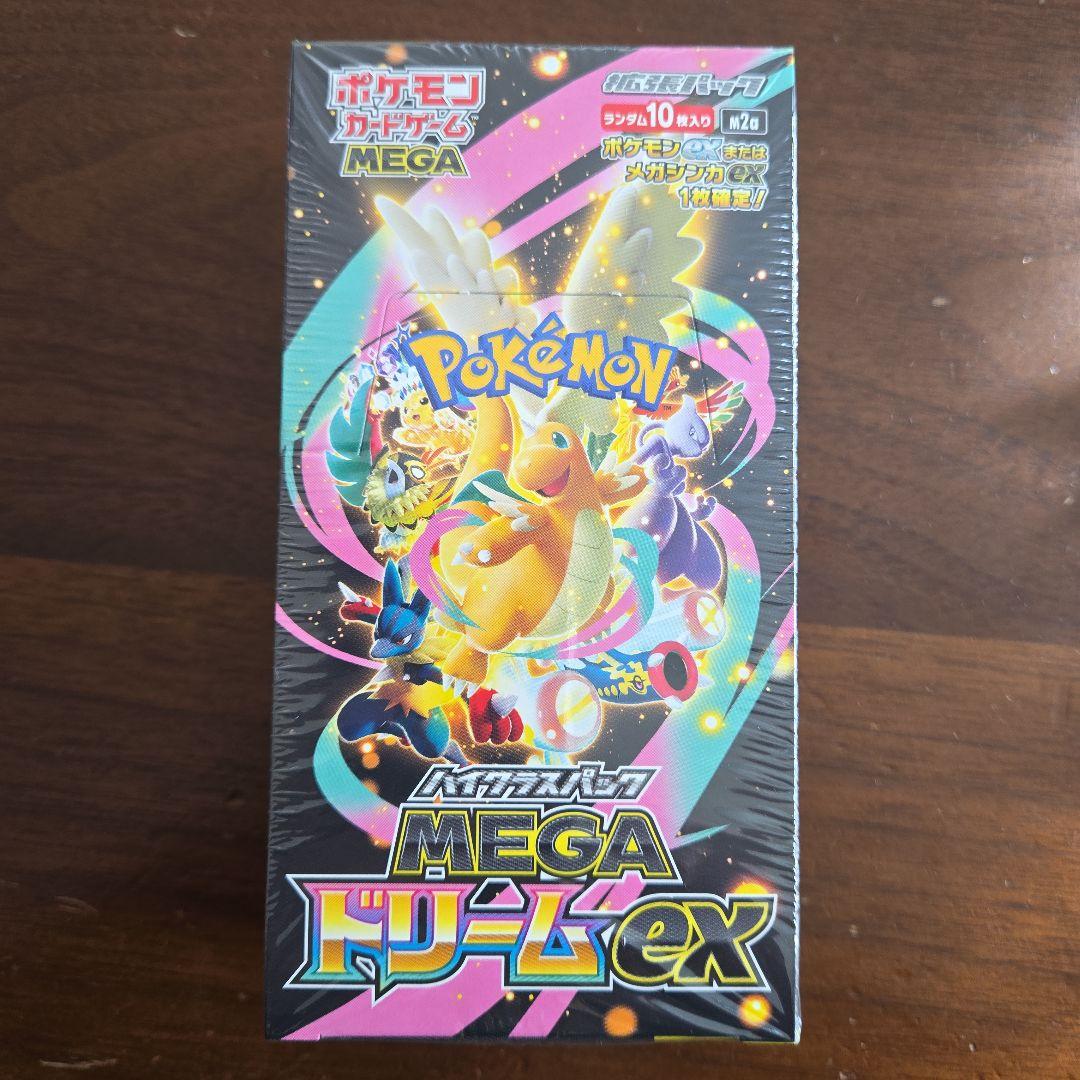 ポケモン
カードゲーム™
MEGA
拡張パック
ランダム10枚入り M2a
ポケモンexまたは
メガシンカex
1枚確定!
POKéMON™
ハイクラスパック
MEGA
ドリームex